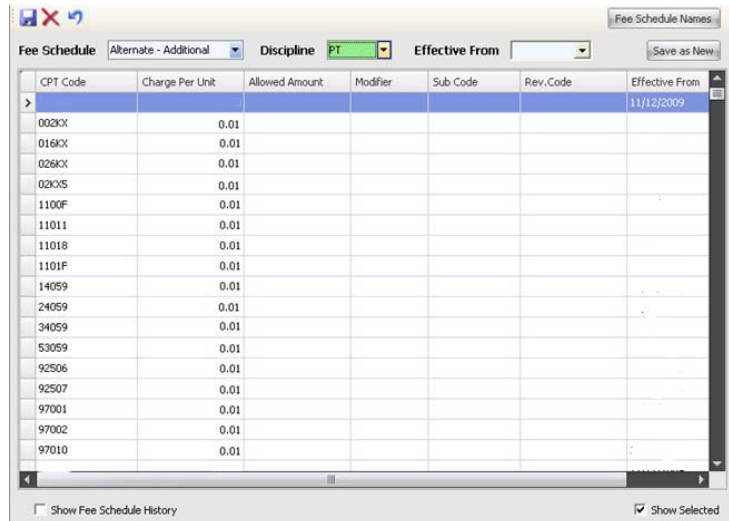 Fee Schedule Names
Fee Schedule Alternate - Additional Discipline PT Effective From Save as New
CPT Code Charge Per Unit Allowed Amount Modifier Sub Code Rev.Code Effective From
11/12/2009
002KX 0.01
016KX 0.01
026KX 0.01
02KX5 0.01
1100F 0.01
11011 0.01
11018 0.01
1101F 0.01
14059 0.01
24059 0.01
34059 0.01
53059 0.01
92506 0.01
92507 0.01
97001 0.01
97002 0.01
97010 0.01
Show Fee Schedule History Show Selected